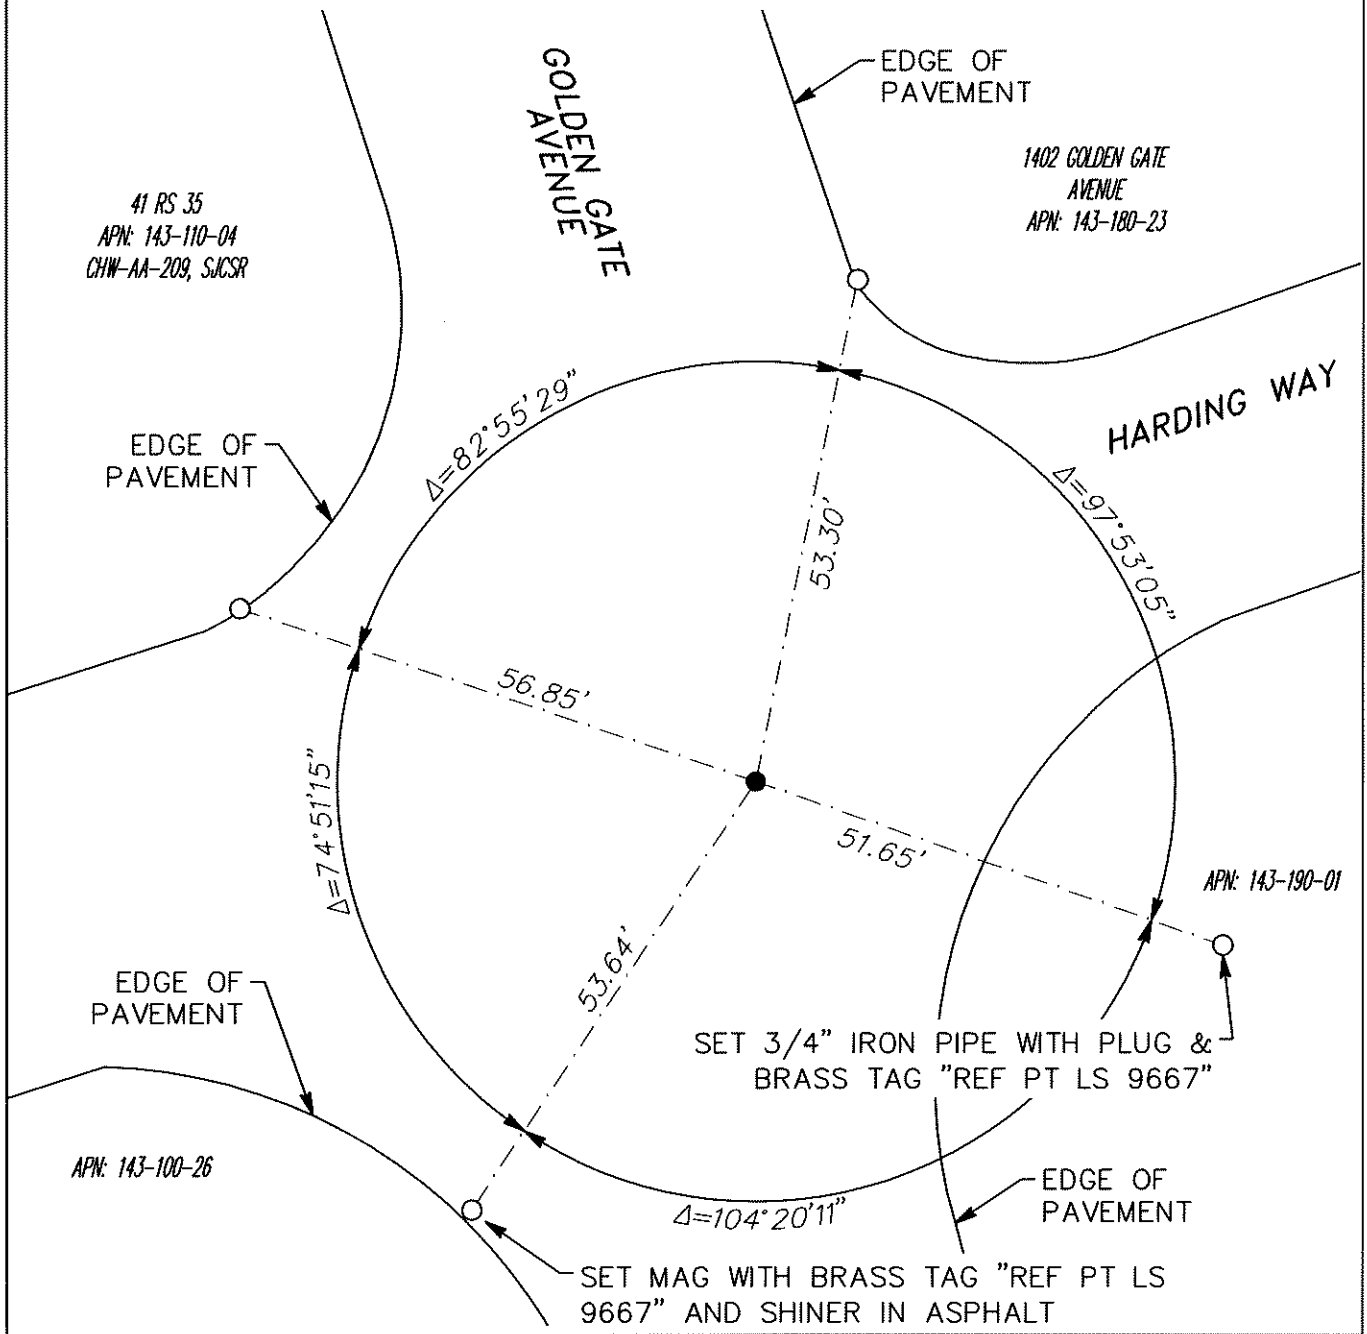 GOLDEN GATE
AVENUE
EDGE OF
PAVEMENT
1402 GOLDEN GATE
AVENUE
APN: 143-180-23
41 RS 35
APN: 143-110-04
CHW-AA-209, SJCSR
HARDING WAY
EDGE OF
PAVEMENT
Δ=82°55'29"
Δ=97°53'05"
53.30'
56.85'
51.65'
Δ=74°51'15"
APN: 143-190-01
53.64'
EDGE OF
PAVEMENT
SET 3/4" IRON PIPE WITH PLUG &
BRASS TAG "REF PT LS 9667"
APN: 143-100-26
EDGE OF
PAVEMENT
Δ=104°20'11"
SET MAG WITH BRASS TAG "REF PT LS
9667" AND SHINER IN ASPHALT